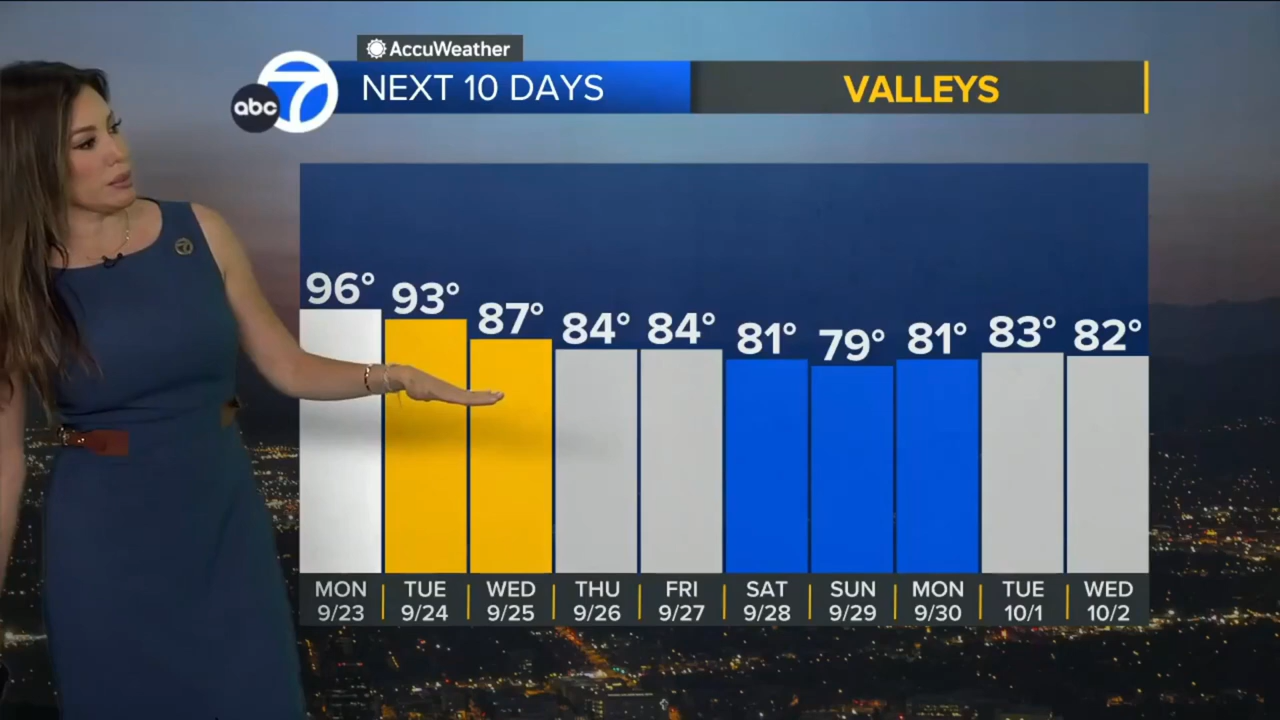 AccuWeather
abc 7
NEXT 10 DAYS
VALLEYS
96° 93° 87° 84° 84° 81° 79° 81° 83° 82°
MON TUE WED THU FRI SAT SUN MON TUE WED
9/23 9/24 9/25 9/26 9/27 9/28 9/29 9/30 10/1 10/2
7